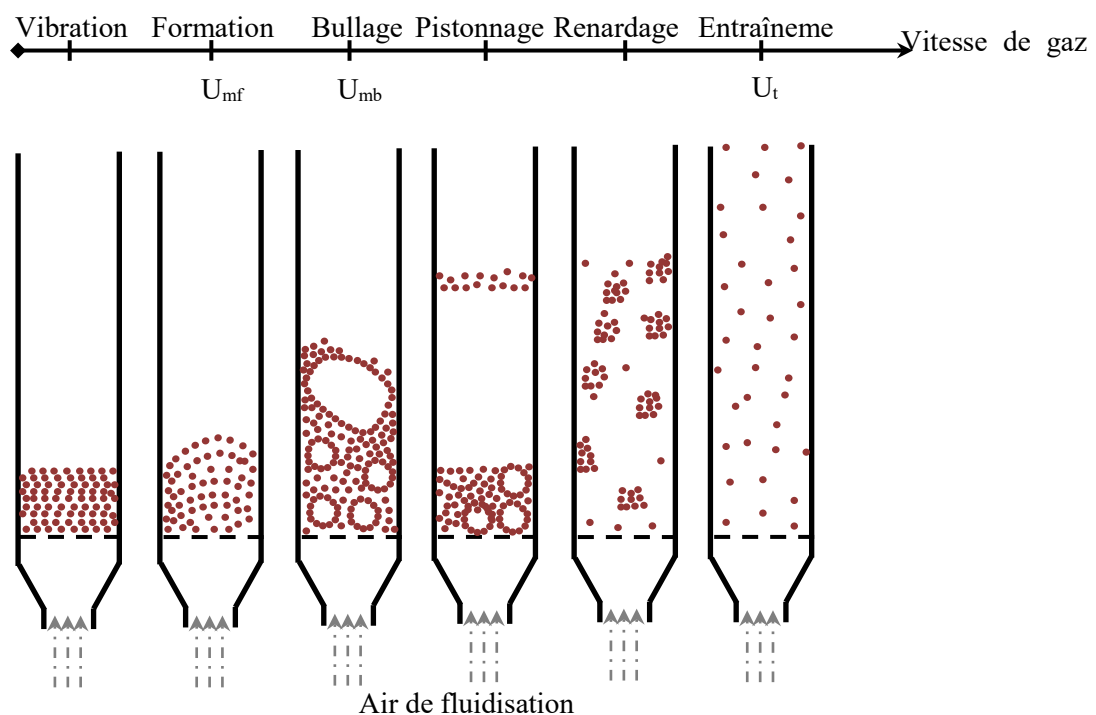 Vibration Formation Bullage Pistonnage Renardage Entraîneme
Vitesse de gaz
Umf Umb Ut
Air de fluidisation